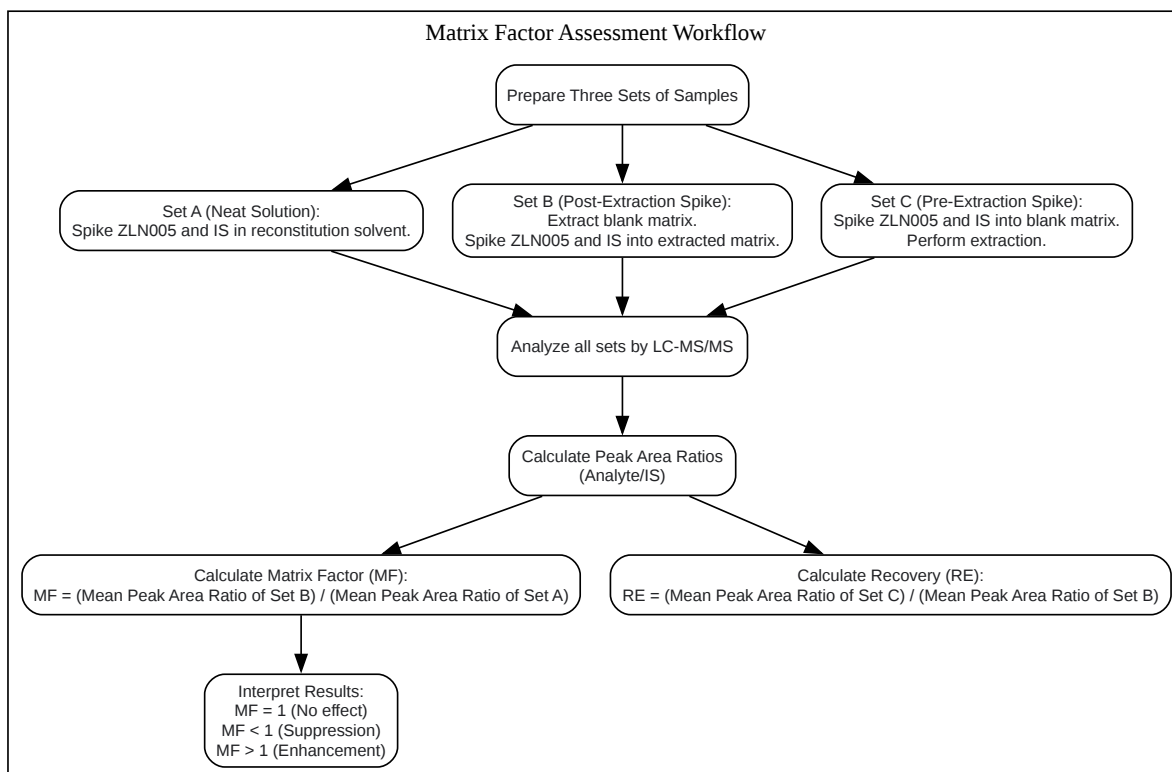 Matrix Factor Assessment Workflow
Prepare Three Sets of Samples
Set A (Neat Solution):
Spike ZLN005 and IS in reconstitution solvent.
Set B (Post-Extraction Spike):
Extract blank matrix.
Spike ZLN005 and IS into extracted matrix.
Set C (Pre-Extraction Spike):
Spike ZLN005 and IS into blank matrix.
Perform extraction.
Analyze all sets by LC-MS/MS
Calculate Peak Area Ratios
(Analyte/IS)
Calculate Matrix Factor (MF):
MF = (Mean Peak Area Ratio of Set B) / (Mean Peak Area Ratio of Set A)
Calculate Recovery (RE):
RE = (Mean Peak Area Ratio of Set C) / (Mean Peak Area Ratio of Set B)
Interpret Results:
MF = 1 (No effect)
MF < 1 (Suppression)
MF > 1 (Enhancement)